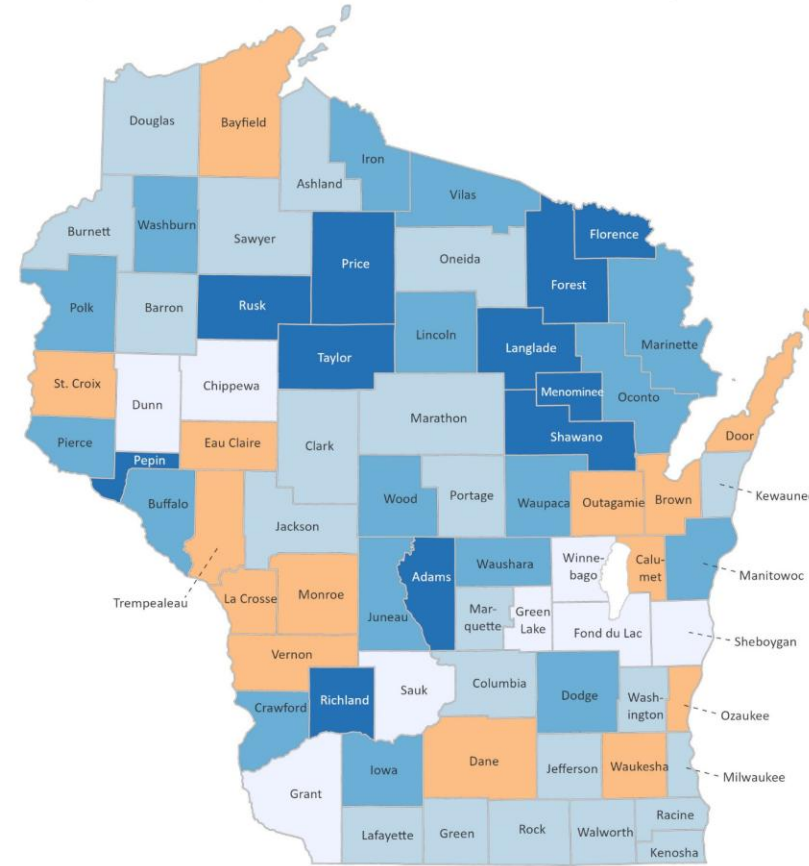 Douglas
Bayfield
Iron
Ashland
Vilas
Burnett
Washburn
Sawyer
Florence
Price
Oneida
Forest
Polk
Barron
Rusk
Lincoln
Marinette
Taylor
Langlade
St. Croix
Dunn
Chippewa
Menominee
Oconto
Marathon
Pierce
Eau Claire
Clark
Shawano
Door
Pepin
Buffalo
Wood
Portage
Waupaca
Outagamie
Brown
Jackson
Waushara
Winne-
bago
Calu-
met
Manitowoc
Adams
Trempealeau
La Crosse
Monroe
Juneau
Mar-
quette
Green
Lake
Fond du Lac
Sheboygan
Vernon
Sauk
Columbia
Dodge
Wash-
ington
Ozaukee
Crawford
Richland
Iowa
Dane
Jefferson
Waukesha
Milwaukee
Grant
Lafayette
Green
Rock
Walworth
Racine
Kenosha